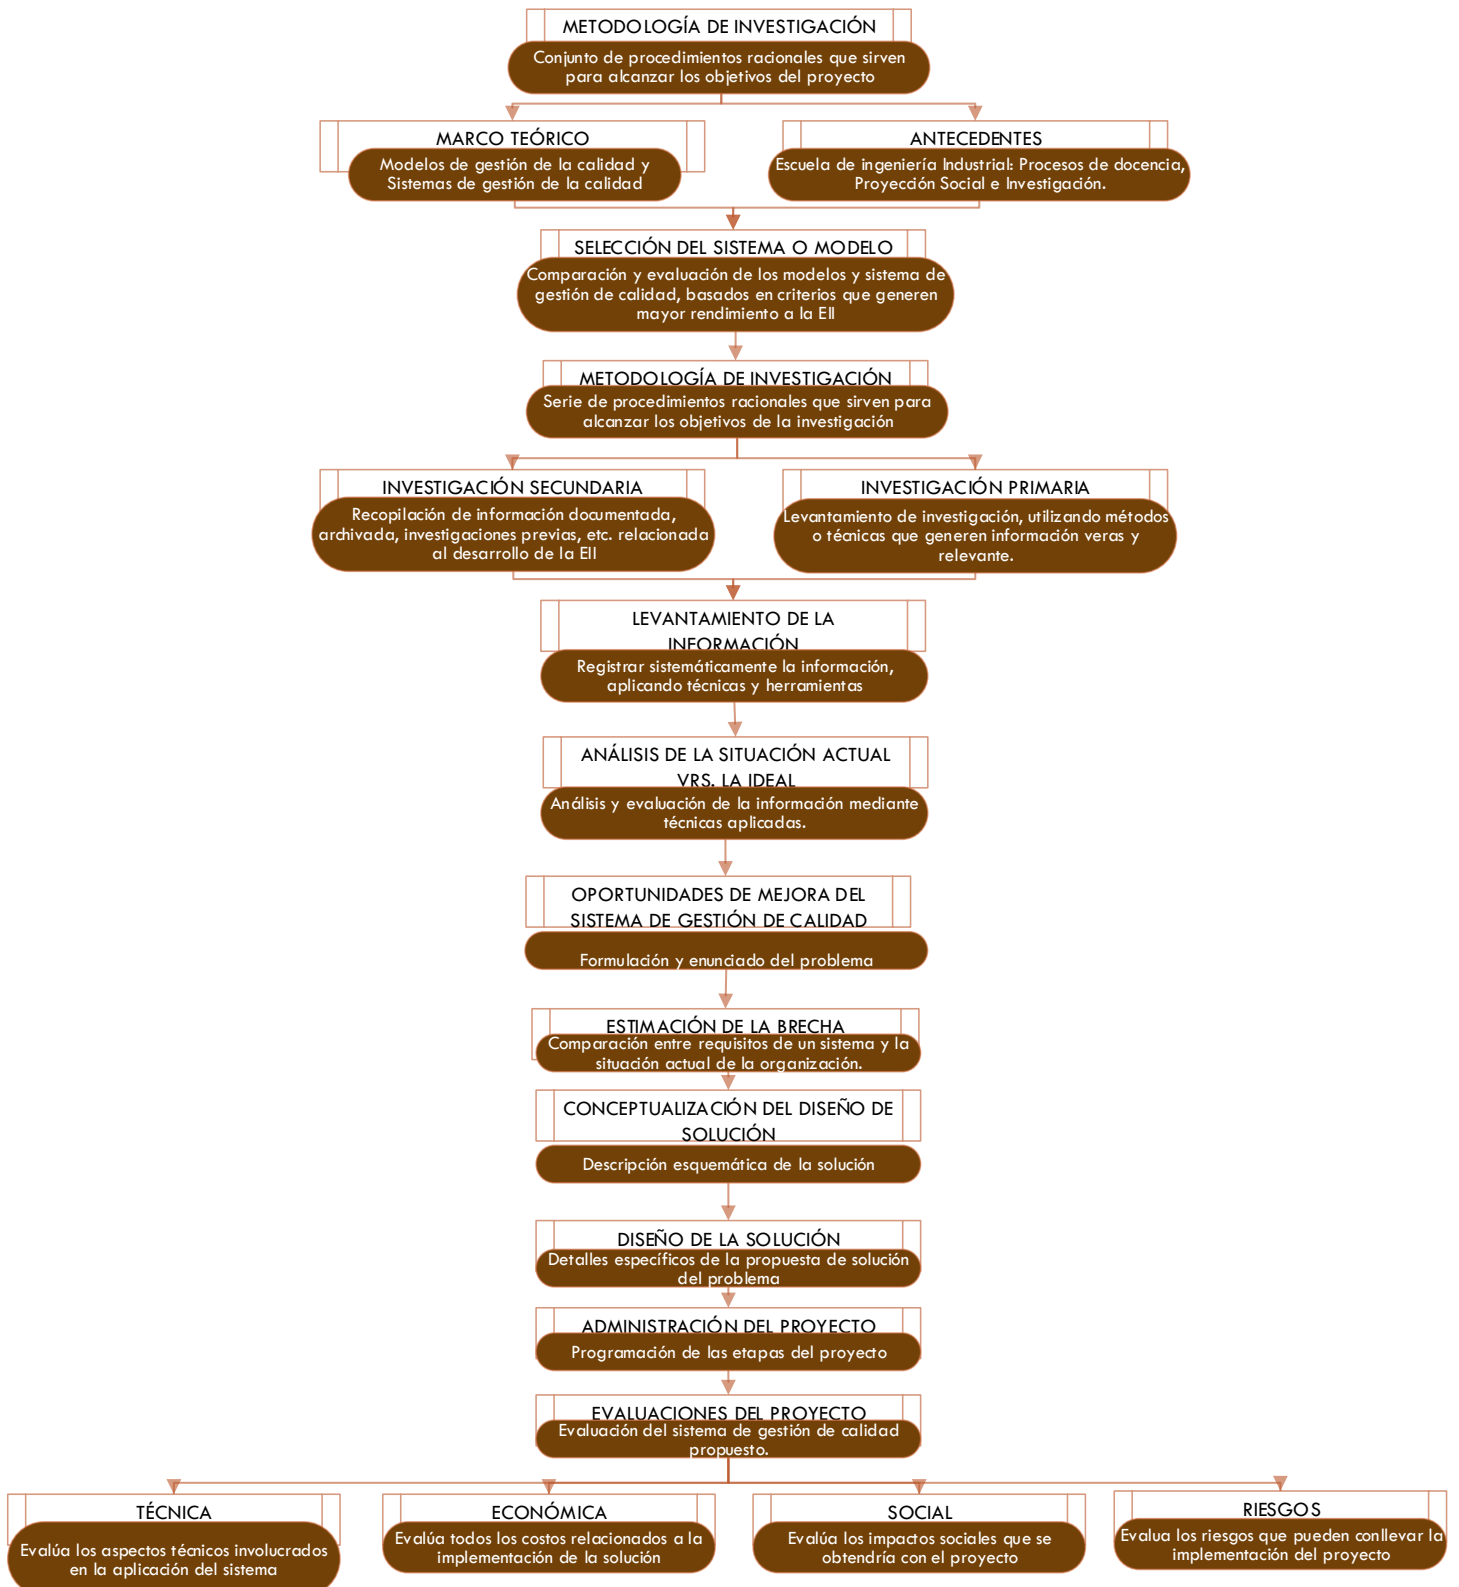 METODOLOGÍA DE INVESTIGACIÓN
Conjunto de procedimientos racionales que sirven
para alcanzar los objetivos del proyecto
MARCO TEÓRICO
Modelos de gestión de la calidad y
Sistemas de gestión de la calidad
ANTECEDENTES
Escuela de ingeniería Industrial: Procesos de docencia,
Proyección Social e Investigación.
SELECCIÓN DEL SISTEMA O MODELO
Comparación y evaluación de los modelos y sistema de
gestión de calidad, basados en criterios que generen
mayor rendimiento a la EII
METODOLOGÍA DE INVESTIGACIÓN
Serie de procedimientos racionales que sirven para
alcanzar los objetivos de la investigación
INVESTIGACIÓN SECUNDARIA
Recopilación de información documentada,
archivada, investigaciones previas, etc. relacionada
al desarrollo de la EII
INVESTIGACIÓN PRIMARIA
Levantamiento de investigación, utilizando métodos
o técnicas que generen información veras y
relevante.
LEVANTAMIENTO DE LA
INFORMACIÓN
Registrar sistemáticamente la información,
aplicando técnicas y herramientas
ANÁLISIS DE LA SITUACIÓN ACTUAL
VRS. LA IDEAL
Análisis y evaluación de la información mediante
técnicas aplicadas.
OPORTUNIDADES DE MEJORA DEL
SISTEMA DE GESTIÓN DE CALIDAD
Formulación y enunciado del problema
ESTIMACIÓN DE LA BRECHA
Comparación entre requisitos de un sistema y la
situación actual de la organización.
CONCEPTUALIZACIÓN DEL DISEÑO DE
SOLUCIÓN
Descripción esquemática de la solución
DISEÑO DE LA SOLUCIÓN
Detalles específicos de la propuesta de solución
del problema
ADMINISTRACIÓN DEL PROYECTO
Programación de las etapas del proyecto
EVALUACIONES DEL PROYECTO
Evaluación del sistema de gestión de calidad
propuesto.
TÉCNICA
Evalúa los aspectos técnicos involucrados
en la aplicación del sistema
ECONÓMICA
Evalúa todos los costos relacionados a la
implementación de la solución
SOCIAL
Evalúa los impactos sociales que se
obtendría con el proyecto
RIESGOS
Evalua los riesgos que pueden conllevar la
implementación del proyecto